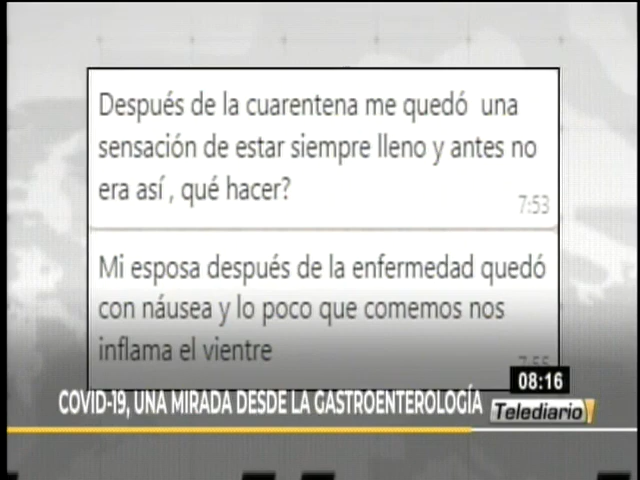 Después de la cuarentena me quedó una
sensación de estar siempre lleno y antes no
era así, qué hacer?
7:53
Mi esposa después de la enfermedad quedó
con náusea y lo poco que comemos nos
inflama el vientre
7:55
08:16
COVID-19, UNA MIRADA DESDE LA GASTROENTEROLOGÍA
Telediario